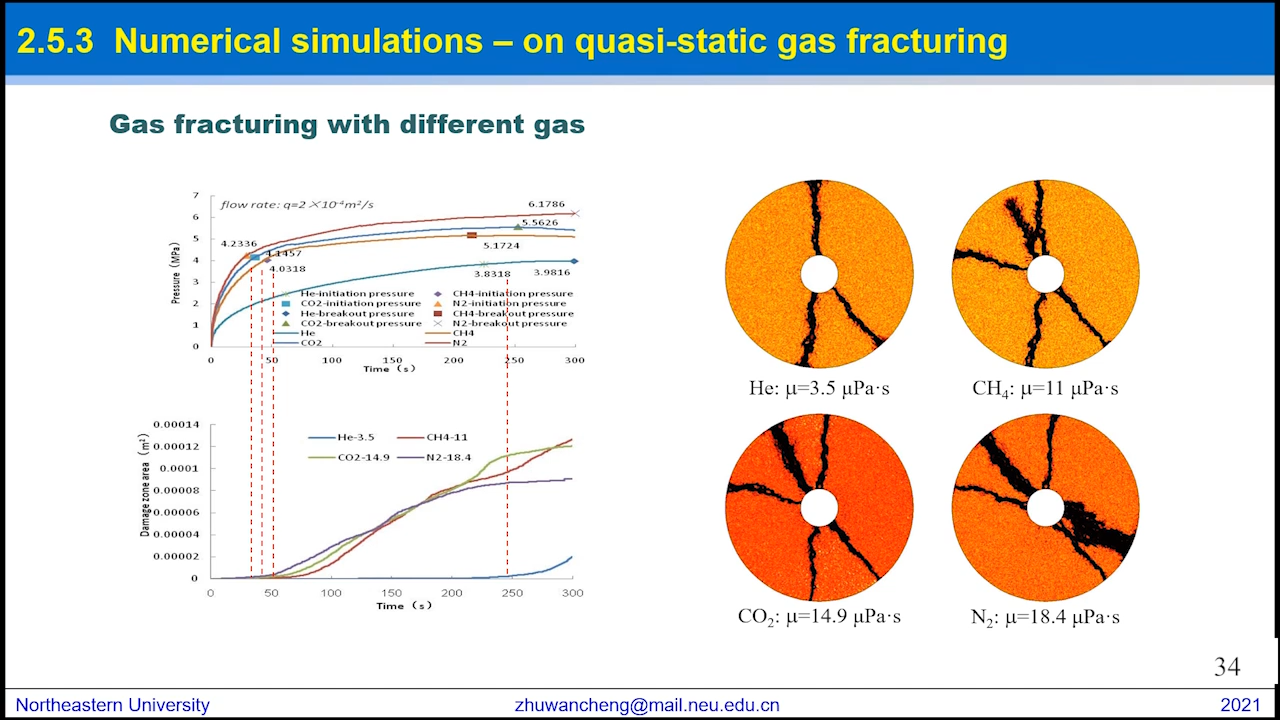 2.5.3 Numerical simulations – on quasi-static gas fracturing
Gas fracturing with different gas
Pressure (MPa)
7
6
5
4
3
2
1
0
flow rate: q=2×10⁻⁴m²/s
6.1786
5.5626
4.2336
4.1457
4.0318
5.1724
3.8318
3.9816
He-initiation pressure
CH4-initiation pressure
CO2-initiation pressure
N2-initiation pressure
He-breakout pressure
CH4-breakout pressure
CO2-breakout pressure
N2-breakout pressure
He
CH4
CO2
N2
0 50 100 150 200 250 300
Time (s)
Damage zone area (m²)
0.00014
0.00012
0.0001
0.00008
0.00006
0.00004
0.00002
0
He-3.5
CH4-11
CO2-14.9
N2-18.4
0 50 100 150 200 250 300
Time (s)
He: μ=3.5 μPa·s
CH₄: μ=11 μPa·s
CO₂: μ=14.9 μPa·s
N₂: μ=18.4 μPa·s
34
Northeastern University
zhuwancheng@mail.neu.edu.cn
2021